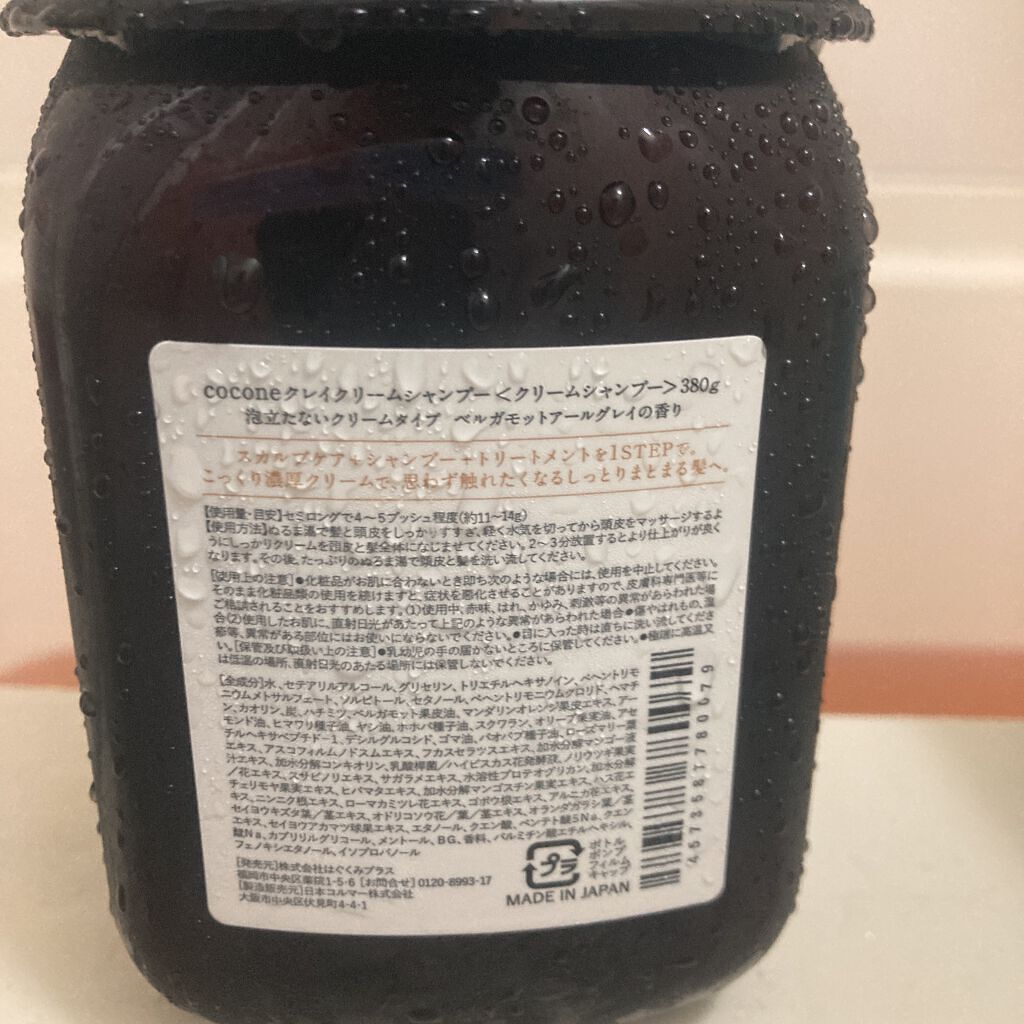 coconeクレイクリームシャンプー＜クリームシャンプー＞380g
泡立たないクリームタイプ　ベルガモットアールグレイの香り
スカルプケア+シャンプー+トリートメントを1STEPで。
こっくり濃厚クリームで、思わず触れたくなるしっとりまとまる髪へ。
【使用量・目安】セミロングで4〜5プッシュ程度(約11〜14g)
【使用方法】ぬるま湯で髪と頭皮をしっかりすすぎ、軽く水気を切ってから頭皮をマッサージするよ
うにしっかりクリームを頭皮と髪全体になじませてください。2〜3分放置するとより仕上がりが良く
なります。その後、たっぷりのぬるま湯で頭皮と髪を洗い流してください。
【使用上の注意】●化粧品がお肌に合わないとき即ち次のような場合には、使用を中止してください。
そのまま化粧品類の使用を続けますと、症状を悪化させることがありますので、皮膚科専門医等に
ご相談されることをおすすめします。(1)使用中、赤味、はれ、かゆみ、刺激等の異常があらわれた場
合(2)使用したお肌に、直射日光があたって上記のような異常があらわれた場合●傷やはれもの、湿
疹等、異常がある部位にはお使いにならないでください。●目に入った時は直ちに洗い流してくださ
い。【保管及び取扱い上の注意】●乳幼児の手の届かないところに保管してください。●極端に高温又
は低温の場所、直射日光のあたる場所には保管しないでください。
【全成分】水、セテアリルアルコール、グリセリン、トリエチルヘキサノイン、ベヘントリモ
ニウムメトサルフェート、ソルビトール、セタノール、ベヘントリモニウムクロリド、ヘマチ
ン、カオリン、炭、ハチミツ、ベルガモット果皮油、マンダリンオレンジ果皮エキス、アー
モンド油、ヒマワリ種子油、ヤシ油、ホホバ種子油、スクワラン、オリーブ果実油、アセ
チルヘキサペプチド-1、デシルグルコシド、ゴマ油、バオバブ種子油、ローズマリー葉
エキス、アスコフィルムノドスムエキス、フカスセラツスエキス、加水分解マンゴー液
汁エキス、加水分解コンキオリン、乳酸桿菌/ハイビスカス花発酵液、ノリウツギ果実
/花エキス、スサビノリエキス、サガラメエキス、水溶性プロテオグリカン、加水分解
チェリモヤ果実エキス、ヒバマタエキス、加水分解マンゴスチン果実エキス、ハス花エ
キス、ニンニク根エキス、ローマカミツレ花エキス、ゴボウ根エキス、アルニカ花エキス、
セイヨウキズタ葉/茎エキス、オドリコソウ花/葉/茎エキス、オランダガラシ葉/茎
エキス、セイヨウアカマツ球果エキス、エタノール、クエン酸、ペンテト酸5Na、クエン
酸Na、カプリリルグリコール、メントール、BG、香料、パルミチン酸エチルヘキシル、
フェノキシエタノール、イソプロパノール
[発売元]株式会社はぐくみプラス
福岡市中央区薬院1-5-6 [お問合せ]0120-8993-17
[製造販売元]日本コルマー株式会社
大阪市中央区伏見町4-4-1
プラ
ボトル
ポンプ
フィルム
キャップ
MADE IN JAPAN